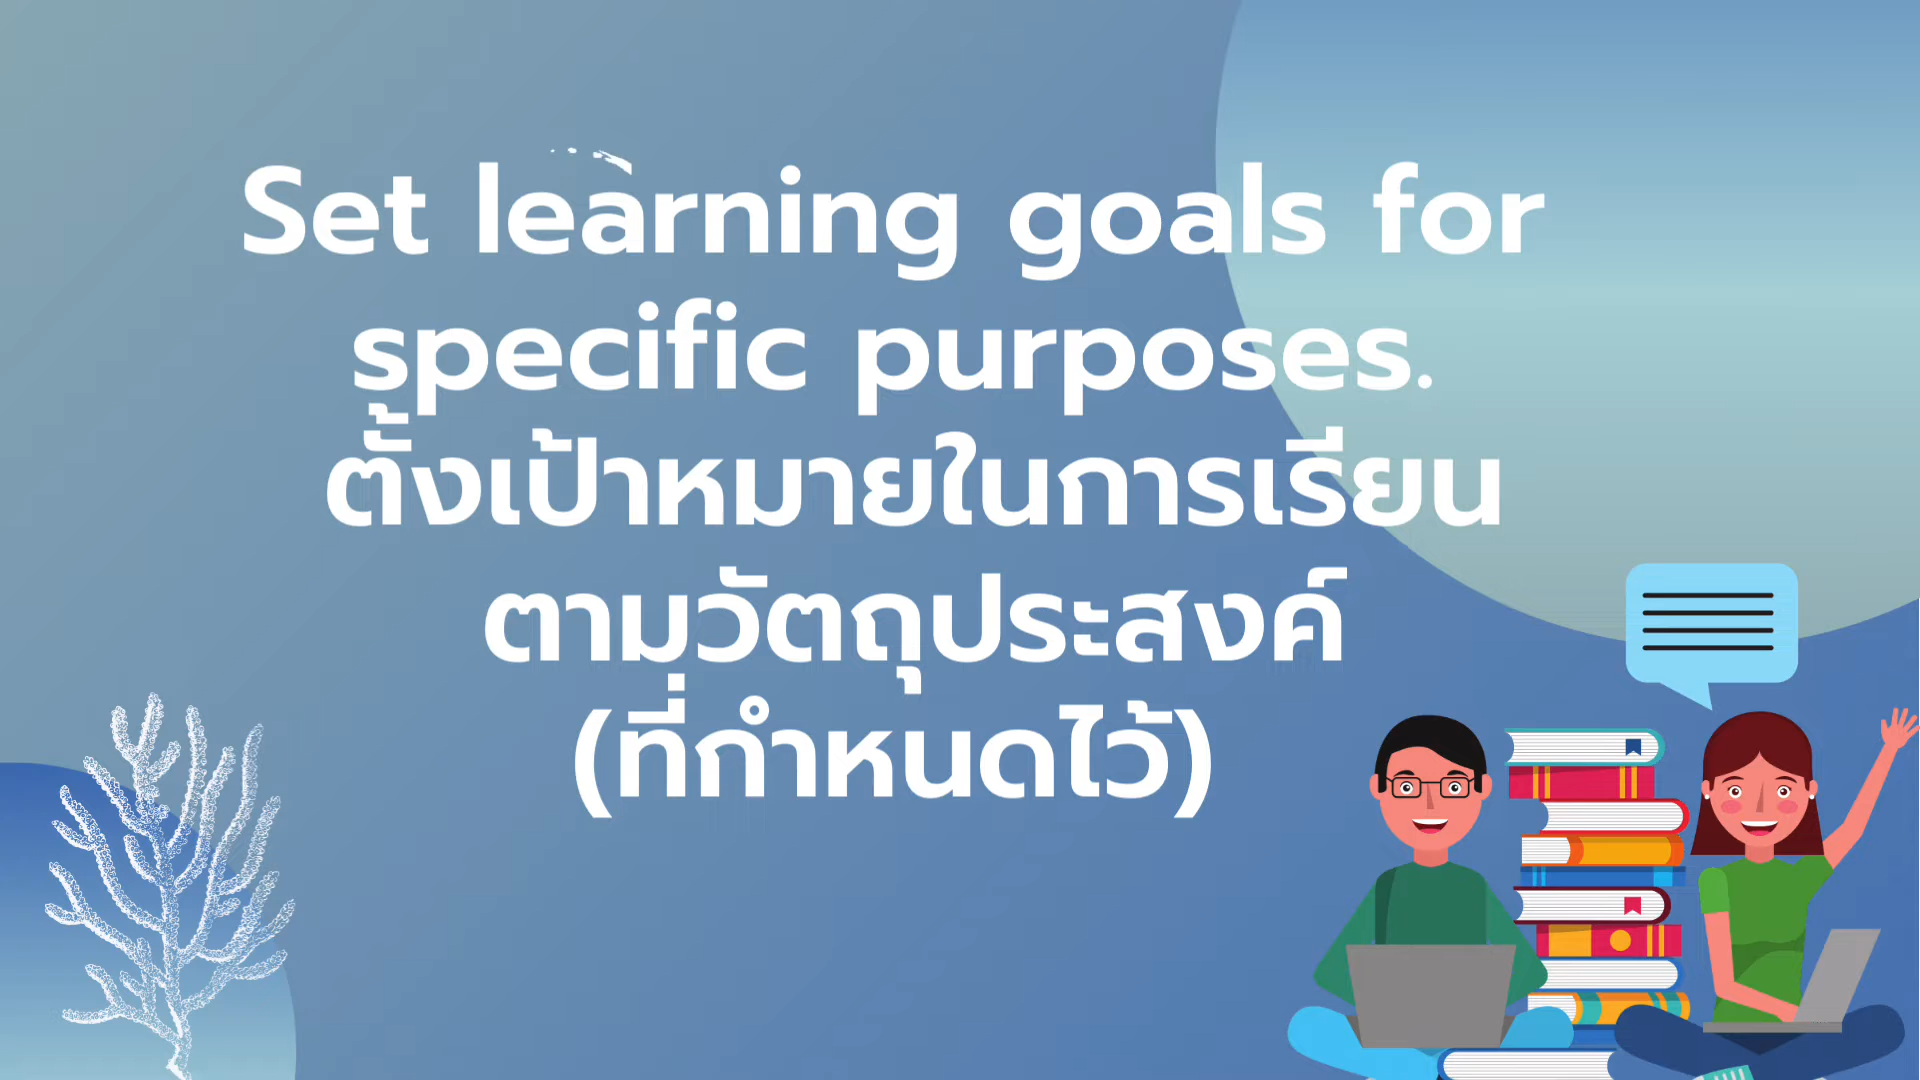 Set learning goals for
specific purposes.
ตั้งเป้าหมายในการเรียน
ตามวัตถุประสงค์
(ที่กำหนดไว้)